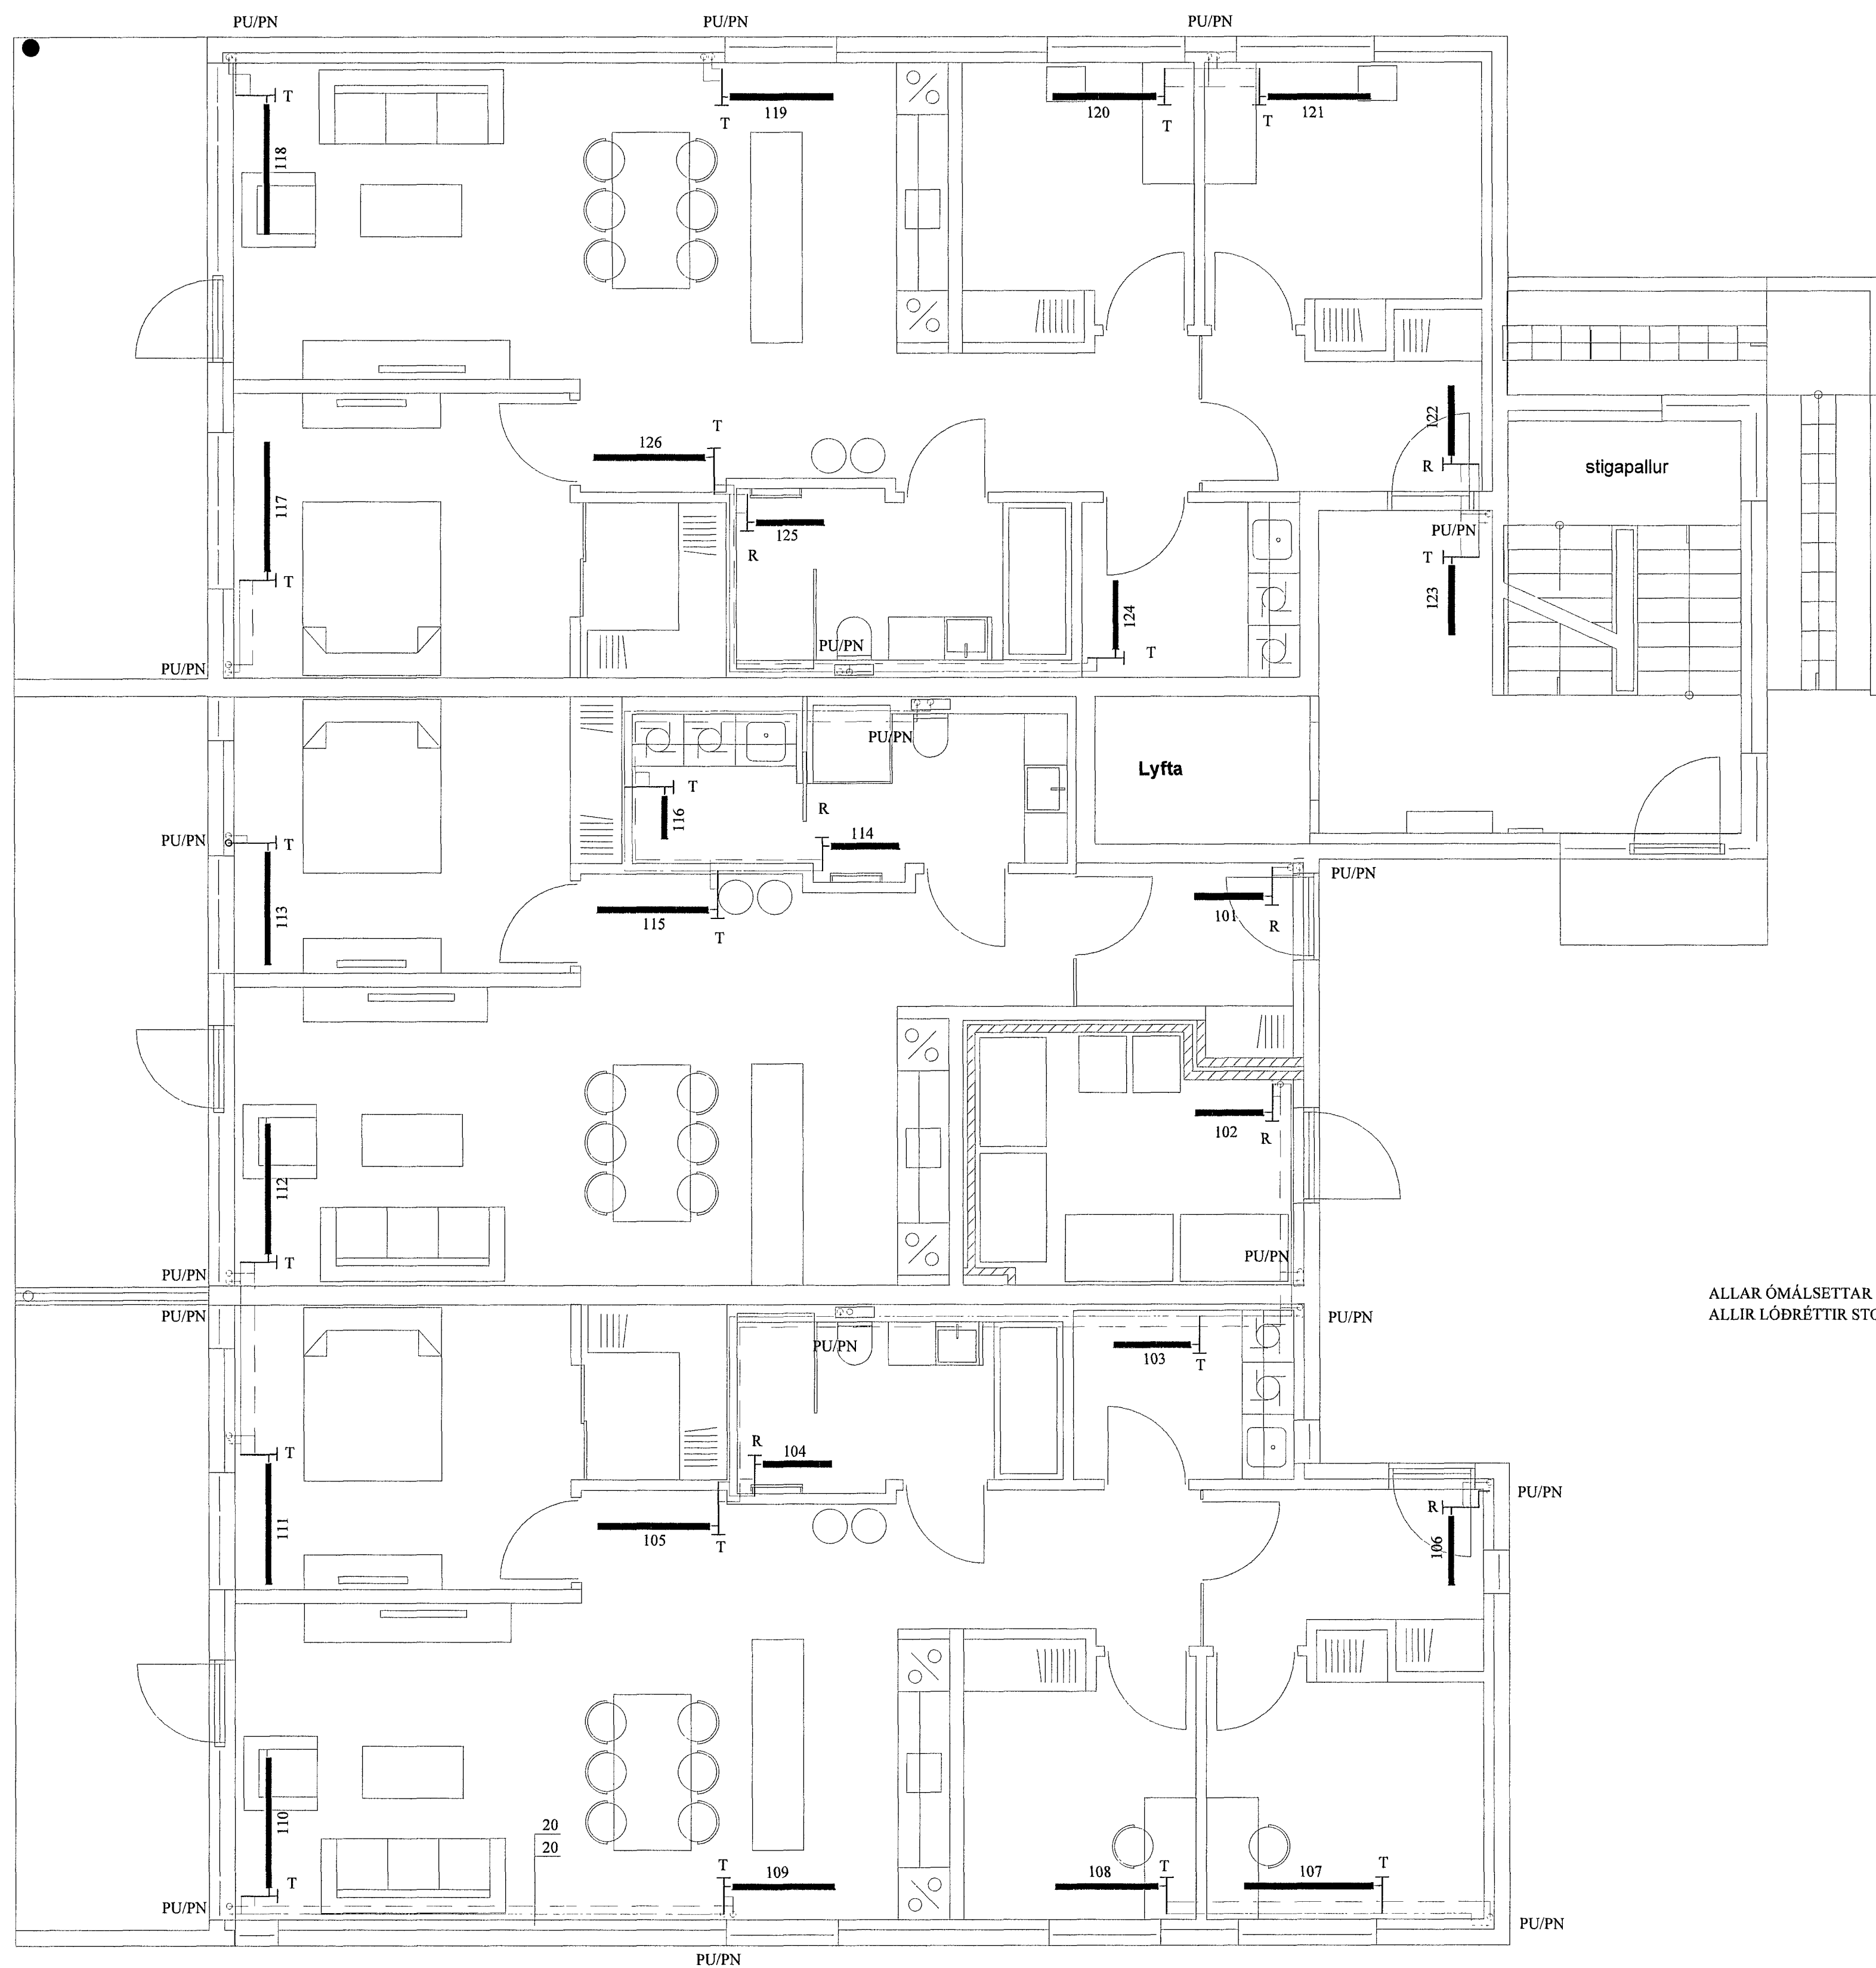 PU/PN PU/PN PU/PN
T
118
119
T
120
T
T
121
126
T
122
R
stigapallur
117
T
125
R
PU/PN
T
123
124
T
PU/PN
PU/PN
PU/PN
Lyfta
T
116
R
114
PU/PN
T
113
115
T
101
R
PU/PN
102
R
112
T
PU/PN
PU/PN
PU/PN
PU/PN
ALLAR ÓMÁLSETTAR
ALLIR LÓÐRÉTTIR
PU/PN
103
T
R
104
T
111
105
T
R
106
PU/PN
110
T
20
20
T
109
108
T
107
T
PU/PN
PU/PN
PU/PN